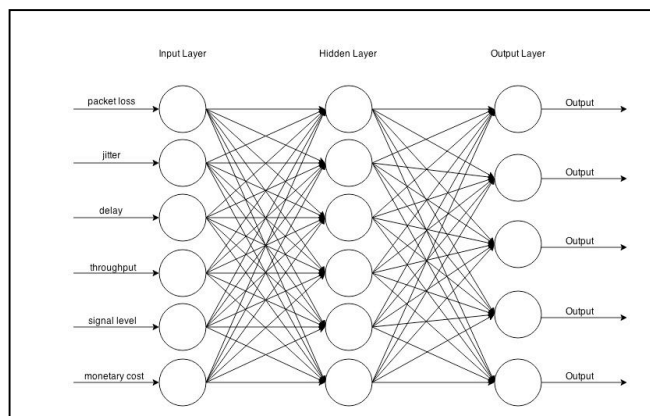 Input Layer
Hidden Layer
Output Layer
packet loss
Output
jitter
Output
delay
Output
throughput
signal level
Output
monetary cost
Output